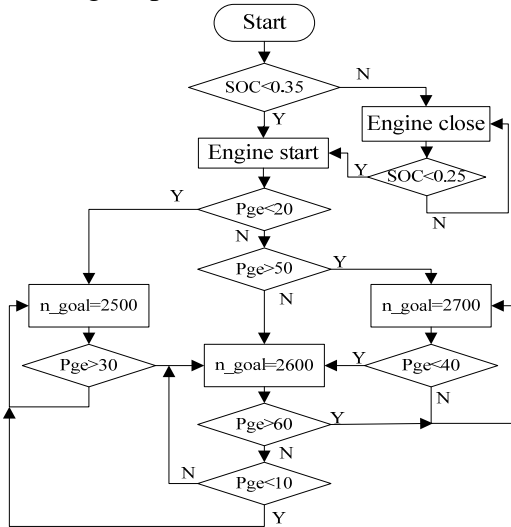 Start
SOC<0.35
N
Y
Engine close
Engine start
Y
SOC<0.25
N
Y
Pge<20
N
Pge>50
Y
N
n_goal=2500
n_goal=2700
Pge>30
n_goal=2600
Y
Pge<40
N
Pge>60
Y
N
N
Pge<10
Y